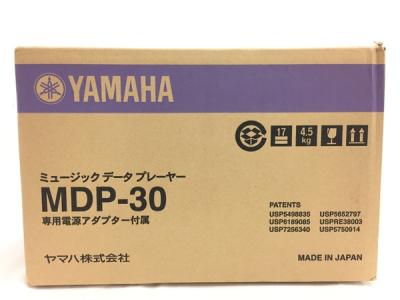 YAMAHA
17
4.5
kg
ミュージック データ プレーヤー
MDP-30
専用電源アダプター付属
ヤマハ株式会社
PATENTS
USP5498835 USP5652797
USP6189085 USPRE38003
USP7256340 USP5750914
MADE IN JAPAN